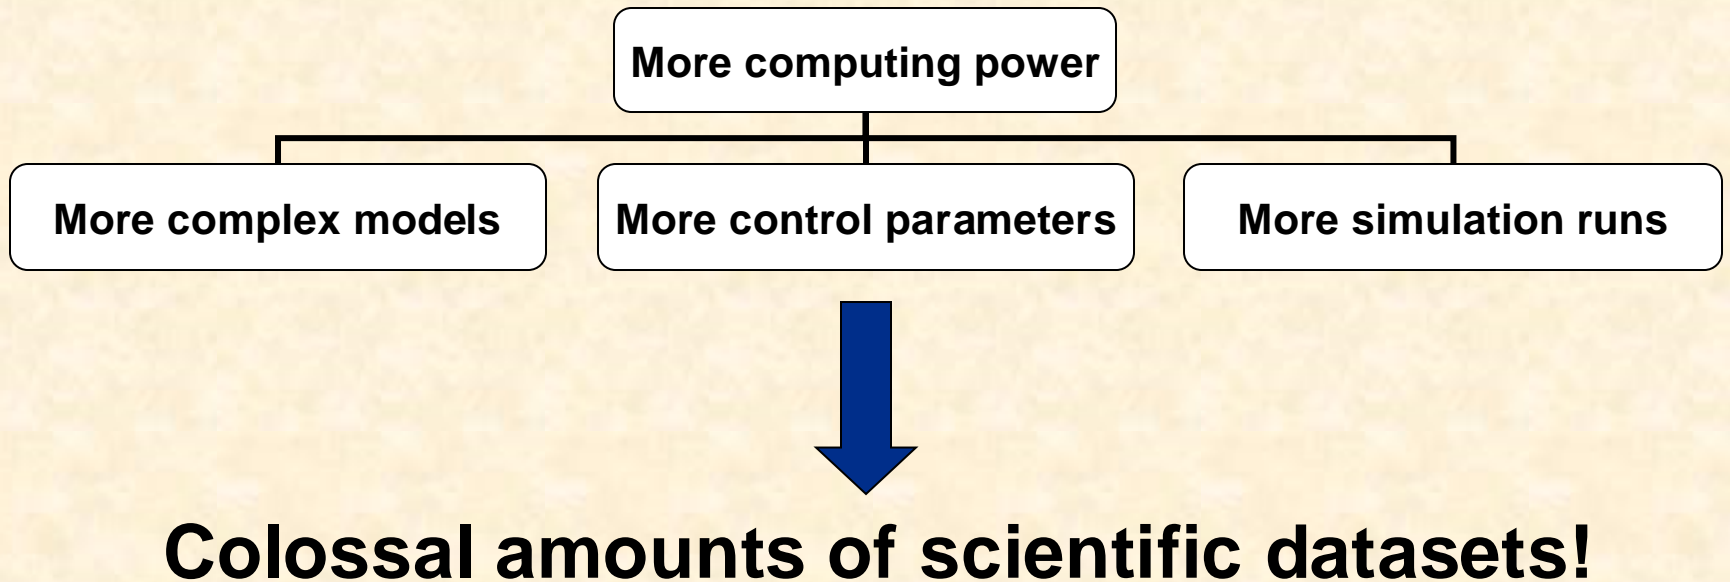 More computing power
More complex models
More control parameters
More simulation runs
Colossal amounts of scientific datasets!